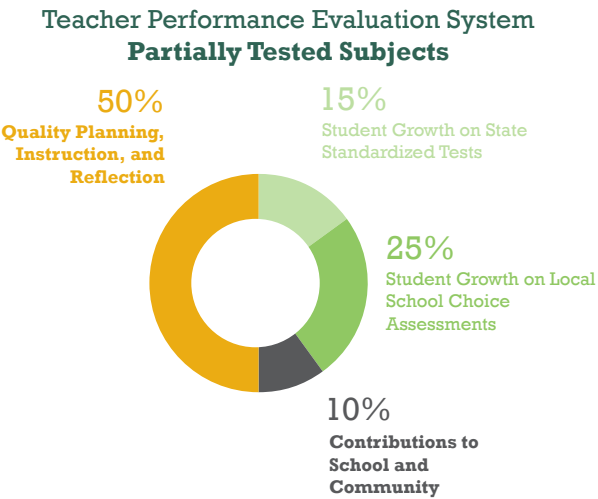 Teacher Performance Evaluation System
Partially Tested Subjects
50%
Quality Planning,
Instruction, and
Reflection
15%
Student Growth on State
Standardized Tests
25%
Student Growth on Local
School Choice
Assessments
10%
Contributions to
School and
Community